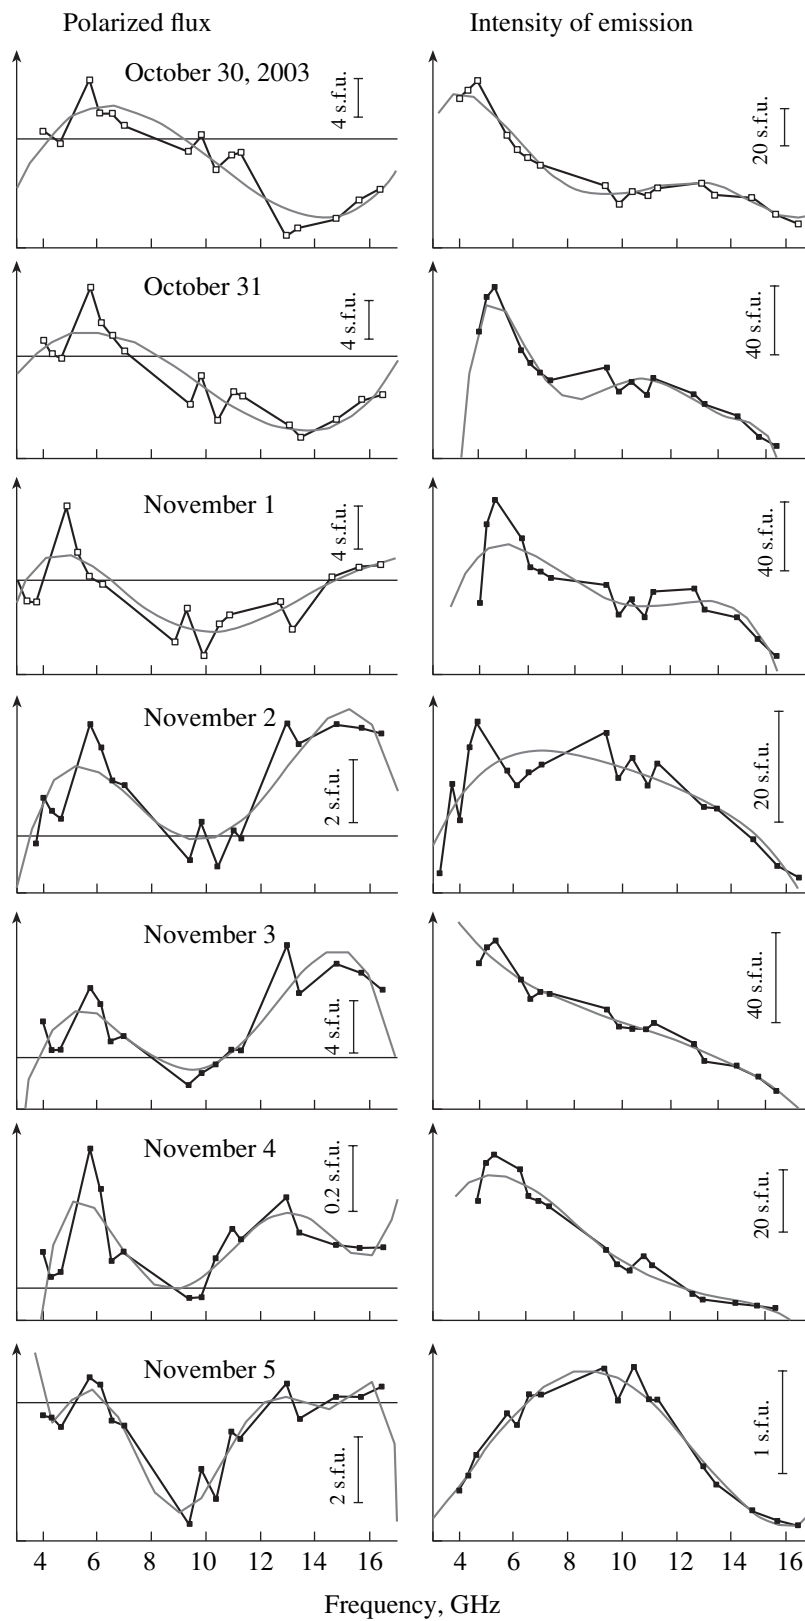 Polarized flux
Intensity of emission
October 30, 2003
4 s.f.u.
20 s.f.u.
October 31
4 s.f.u.
40 s.f.u.
November 1
4 s.f.u.
40 s.f.u.
November 2
2 s.f.u.
20 s.f.u.
November 3
4 s.f.u.
40 s.f.u.
November 4
0.2 s.f.u.
20 s.f.u.
November 5
2 s.f.u.
1 s.f.u.
4 6 8 10 12 14 16
4 6 8 10 12 14 16
Frequency, GHz